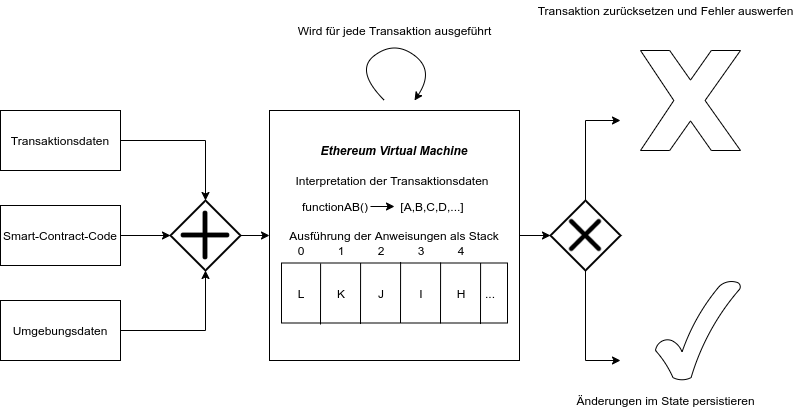 Transaktion zurücksetzen und Fehler auswerfen
Wird für jede Transaktion ausgeführt
Transaktionsdaten
Smart-Contract-Code
Umgebungsdaten
Ethereum Virtual Machine
Interpretation der Transaktionsdaten
functionAB() [A,B,C,D,...]
Ausführung der Anweisungen als Stack
0 1 2 3 4
L K J I H ...
Änderungen im State persistieren